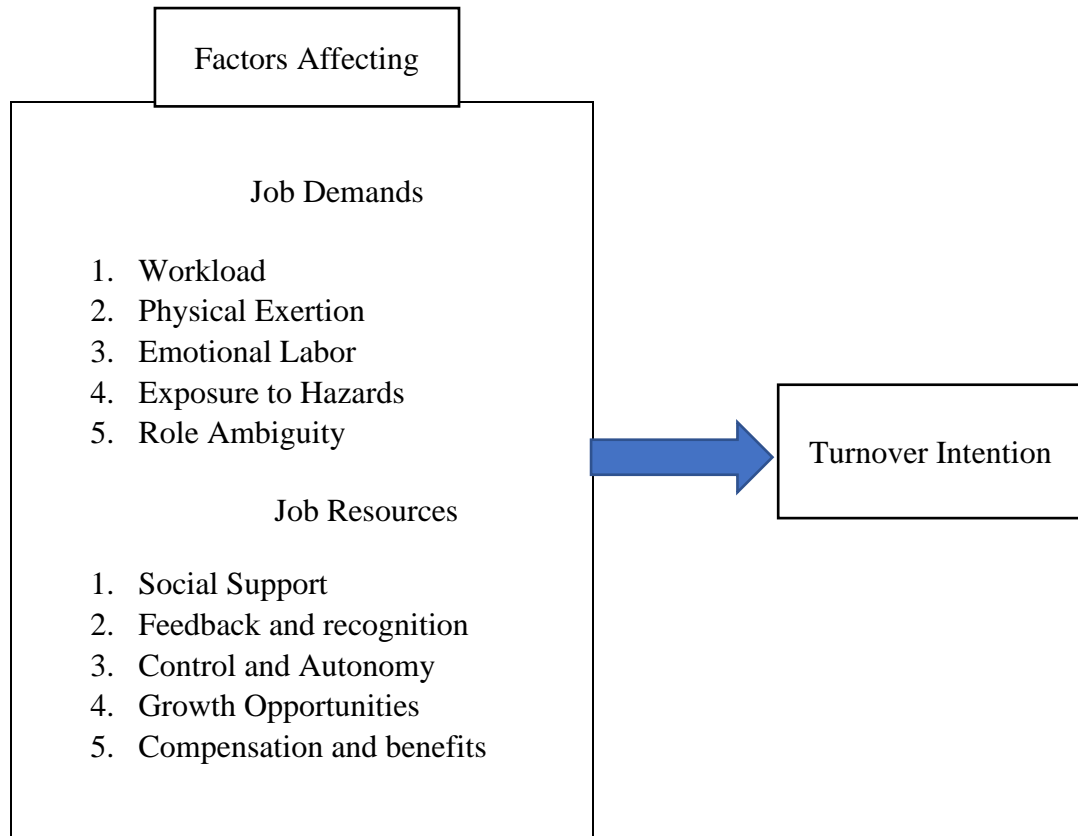 Factors Affecting
Job Demands
1. Workload
2. Physical Exertion
3. Emotional Labor
4. Exposure to Hazards
5. Role Ambiguity
Job Resources
1. Social Support
2. Feedback and recognition
3. Control and Autonomy
4. Growth Opportunities
5. Compensation and benefits
Turnover Intention